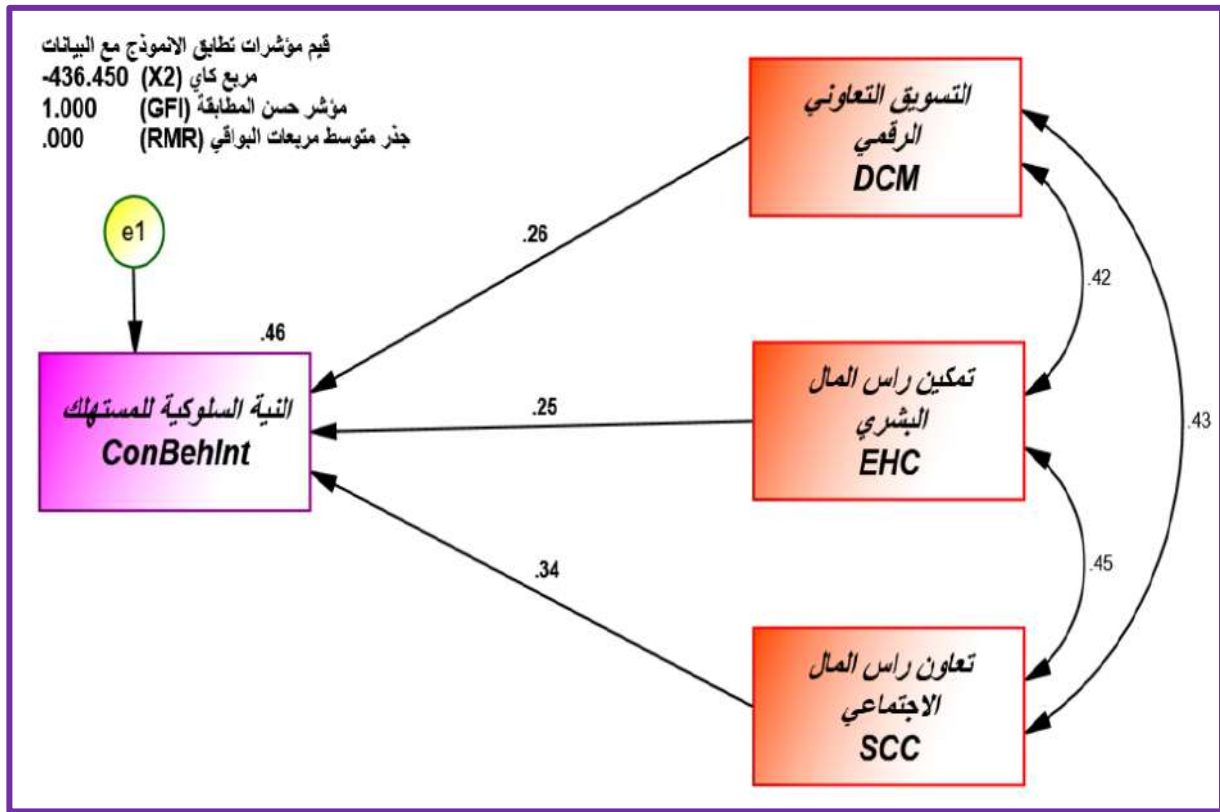 قيم مؤشرات تطابق الانموذج مع البيانات
مربع كاي (X2) 436.450-
مؤشر حسن المطابقة (GFI) 1.000
جذر متوسط مربعات البواقي (RMR) .000
التسويق التعاوني
الرقمي
DCM
e1
.26
.42
.46
النية السلوكية للمستهلك
ConBehInt
تمكين راس المال
البشري
EHC
.25
.43
.34
.45
تعاون راس المال
الاجتماعي
SCC